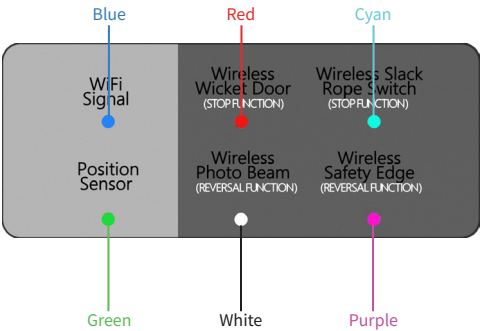 Blue
Red
Cyan
WiFi
Signal
Wireless
Wicket Door
(STOP FUNCTION)
Wireless Slack
Rope Switch
(STOP FUNCTION)
Position
Sensor
Wireless
Photo Beam
(REVERSAL FUNCTION)
Wireless
Safety Edge
(REVERSAL FUNCTION)
Green
White
Purple